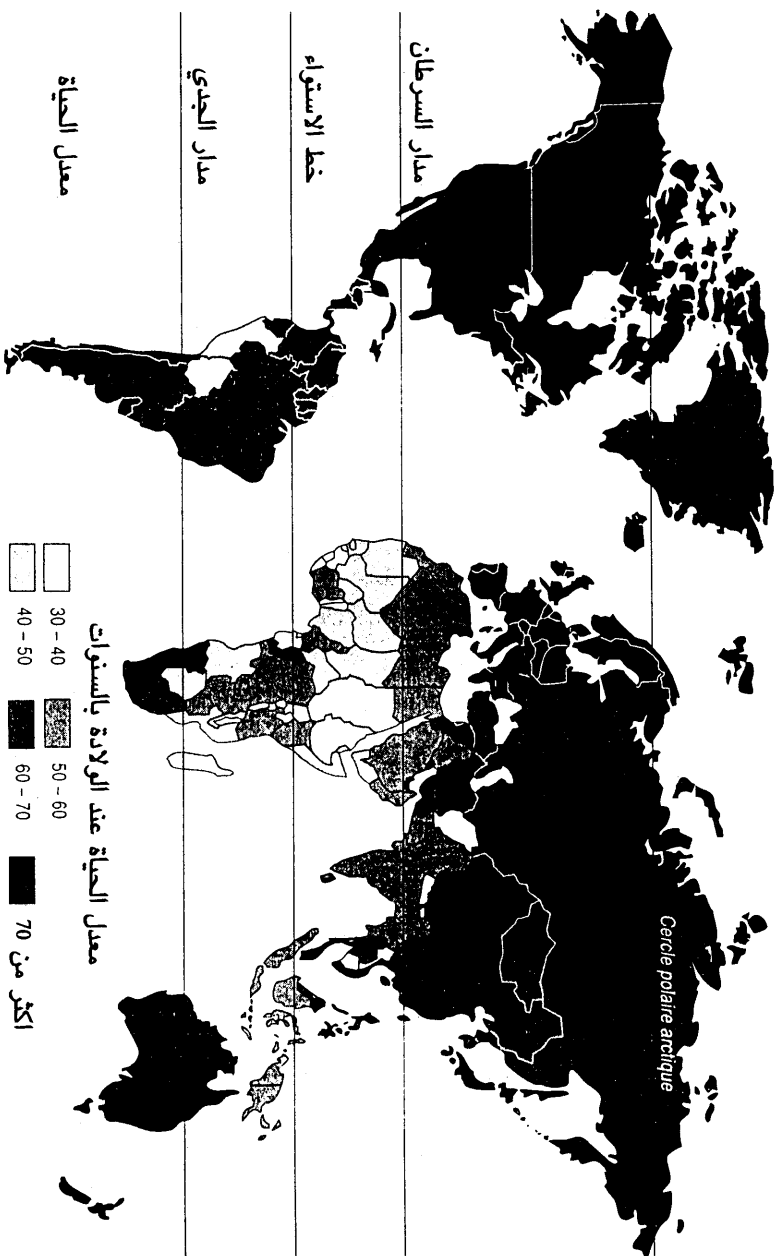 Cercle polaire arctique
مدار السرطان
خط الاستواء
مدار الجدي
معدل الحياة
معدل الحياة عند الولادة بالسنوات
30 - 40
50 - 60
40 - 50
60 - 70
اكثر من 70